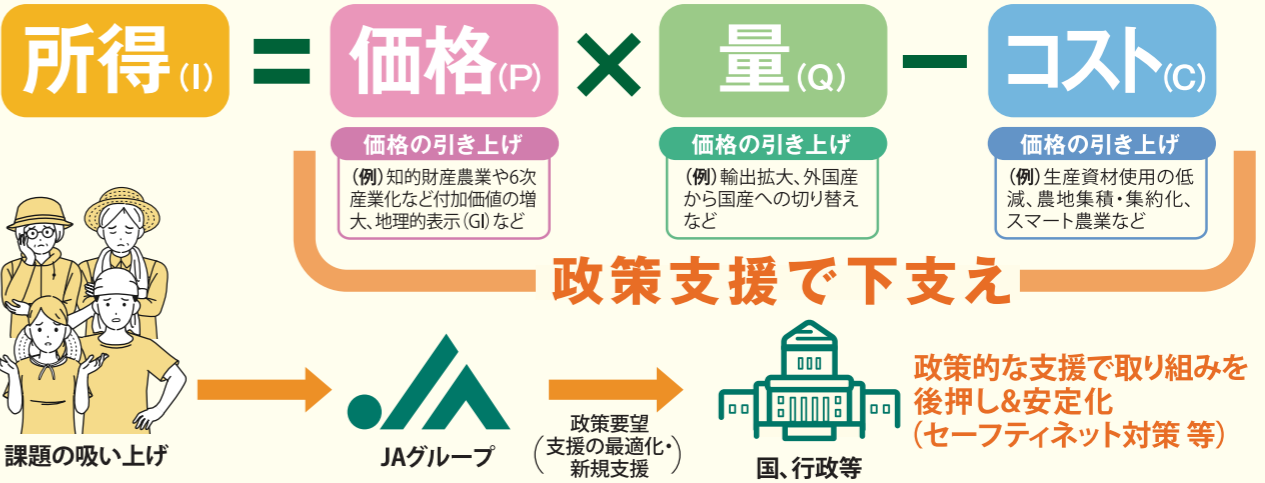 所得(I) = 価格(P) × 量(Q) − コスト(C)
価格の引き上げ
(例)知的財産農業や6次
産業化など付加価値の増
大、地理的表示(GI)など
価格の引き上げ
(例)輸出拡大、外国産
から国産への切り替え
など
価格の引き上げ
(例)生産資材使用の低
減、農地集積・集約化、
スマート農業など
政策支援で下支え
課題の吸い上げ
JA
JAグループ
政策要望
(支援の最適化・
新規支援)
国、行政等
政策的な支援で取り組みを
後押し&安定化
(セーフティネット対策 等)